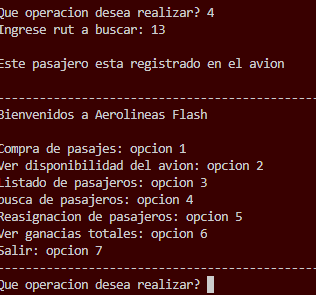 Que operacion desea realizar? 4
Ingrese rut a buscar: 13
Este pasajero esta registrado en el avion
--------------------------------------------
Bienvenidos a Aerolineas Flash
Compra de pasajes: opcion 1
Ver disponibilidad del avion: opcion 2
Listado de pasajeros: opcion 3
busca de pasajeros: opcion 4
Reasignacion de pasajeros: opcion 5
Ver ganacias totales: opcion 6
Salir: opcion 7
--------------------------------------------
Que operacion desea realizar?